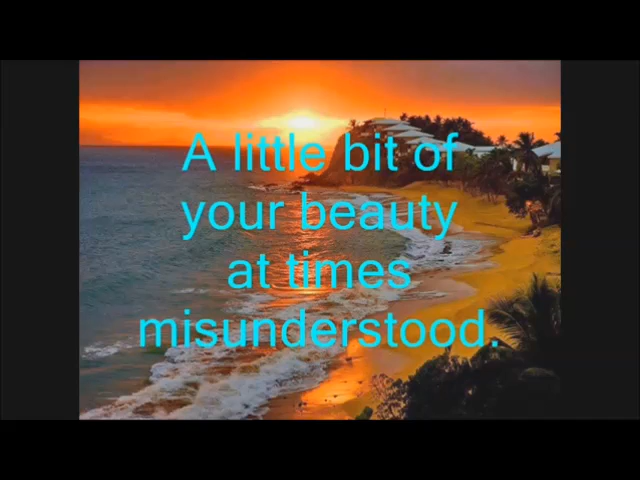 A little bit of
your beauty
at times
misunderstood.